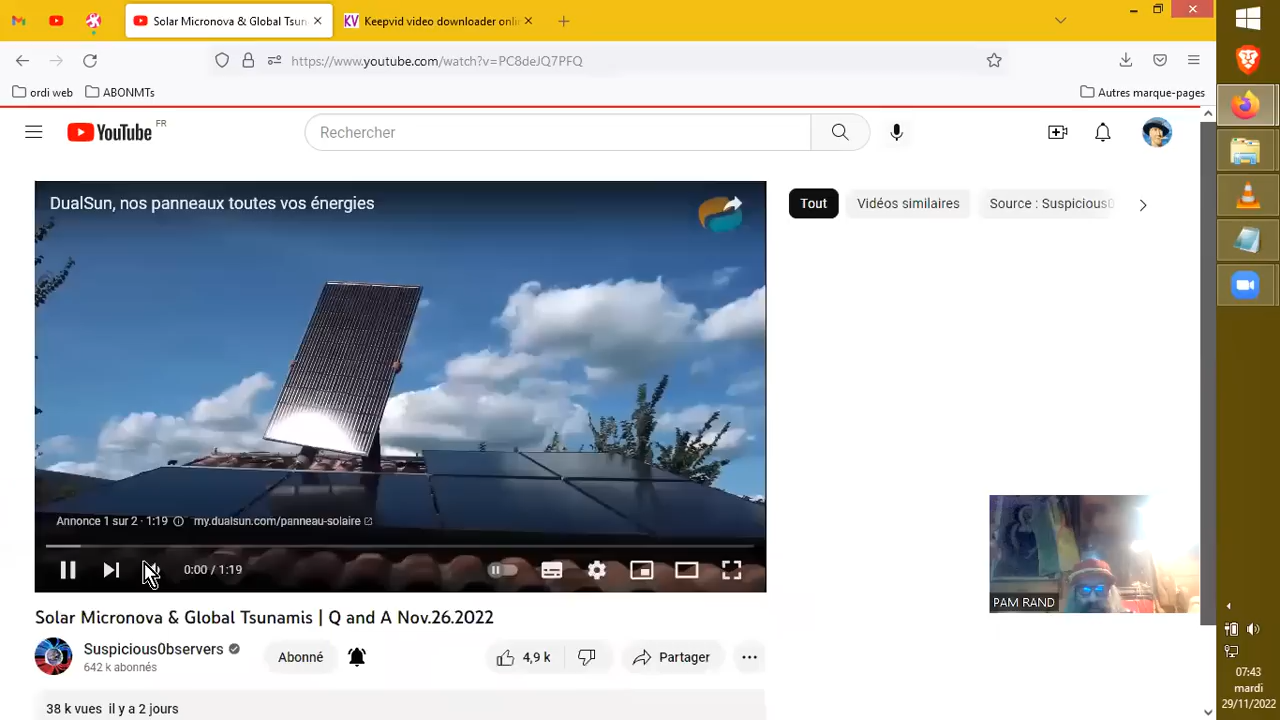 Solar Micronova & Global Tsun
Keepvid video downloader onli
https://www.youtube.com/watch?v=PC8deJQ7PFQ
ordi web
ABONMTs
Autres marque-pages
YouTube FR
Rechercher
DualSun, nos panneaux toutes vos énergies
Tout
Vidéos similaires
Source : Suspicious0
Annonce 1 sur 2 · 1:19
my.dualsun.com/panneau-solaire
0:00 / 1:19
PAM RAND
Solar Micronova & Global Tsunamis | Q and A Nov.26.2022
Suspicious0bservers
642 k abonnés
Abonné
4,9 k
Partager
38 k vues il y a 2 jours
07:43
mardi
29/11/2022